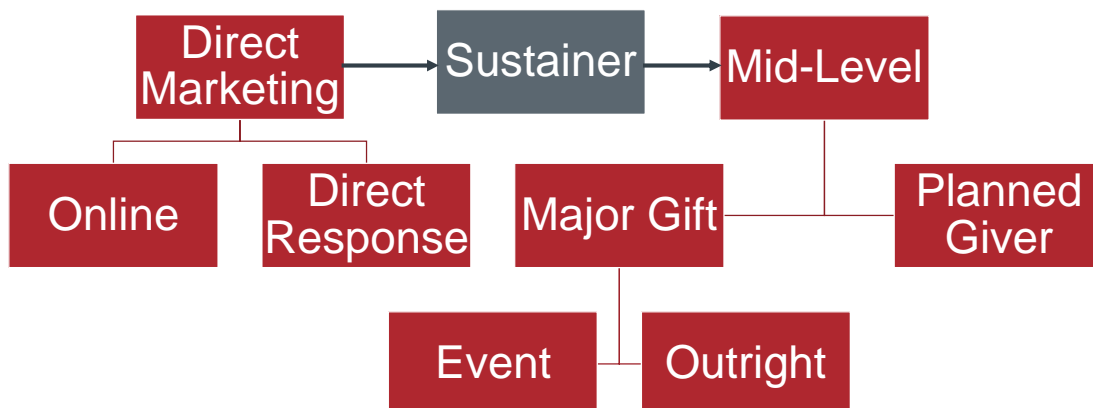 Direct
Marketing
Sustainer
Mid-Level
Online
Direct
Response
Major Gift
Planned
Giver
Event
Outright